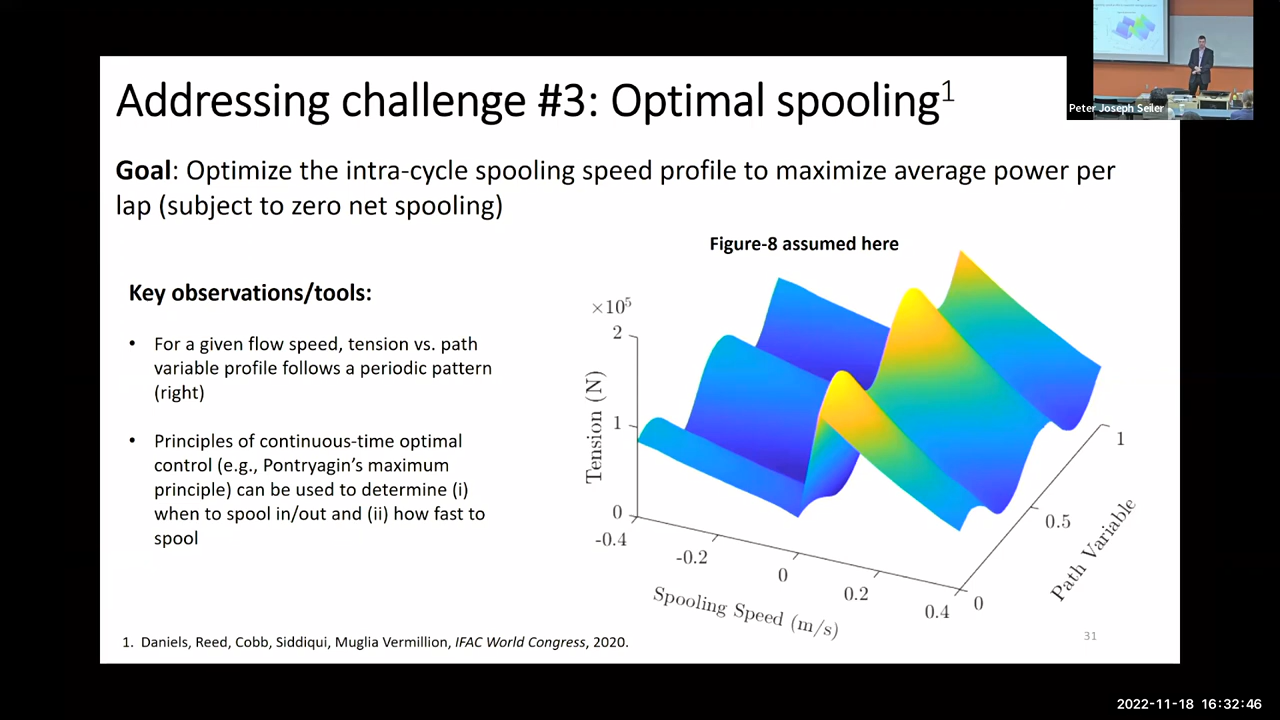 Addressing challenge #3: Optimal spooling1
Peter Joseph Seiler
Goal: Optimize the intra-cycle spooling speed profile to maximize average power per
lap (subject to zero net spooling)
Figure-8 assumed here
Key observations/tools:
• For a given flow speed, tension vs. path
variable profile follows a periodic pattern
(right)
• Principles of continuous-time optimal
control (e.g., Pontryagin's maximum
principle) can be used to determine (i)
when to spool in/out and (ii) how fast to
spool
×10⁵
2
1
0
Tension (N)
-0.4
-0.2
0
0.2
0.4
Spooling Speed (m/s)
0
0.5
1
Path Variable
1. Daniels, Reed, Cobb, Siddiqui, Muglia Vermillion, IFAC World Congress, 2020.
31
2022-11-18 16:32:46